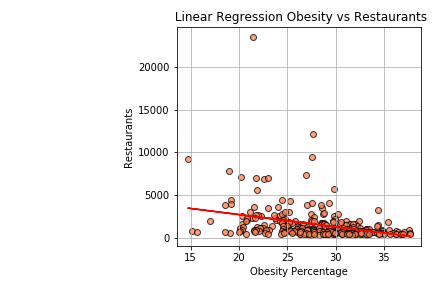 Linear Regression Obesity vs Restaurants
Restaurants
20000
15000
10000
5000
0
15 20 25 30 35
Obesity Percentage